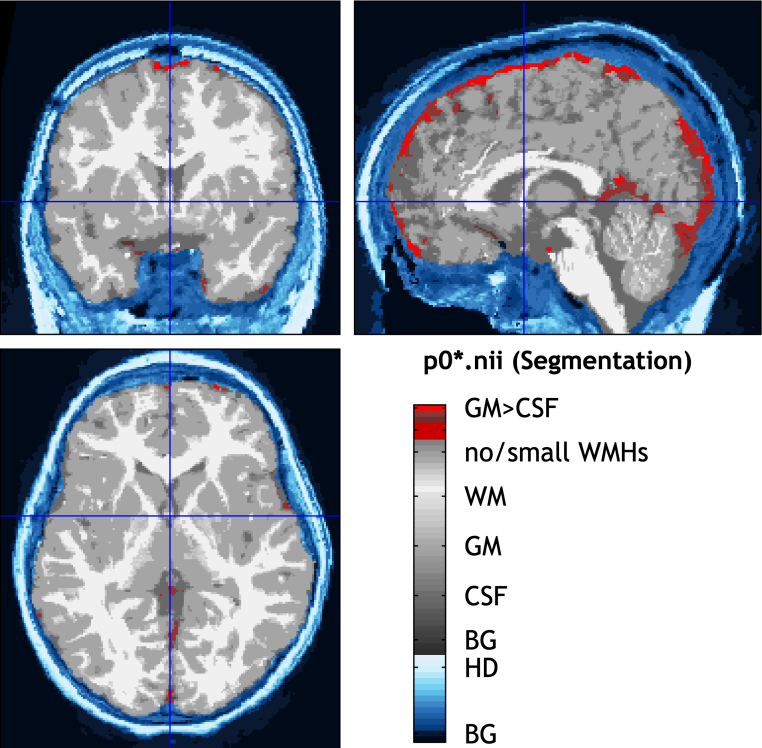 p0*.nii (Segmentation)
GM>CSF
no/small WMHs
WM
GM
CSF
BG
HD
BG